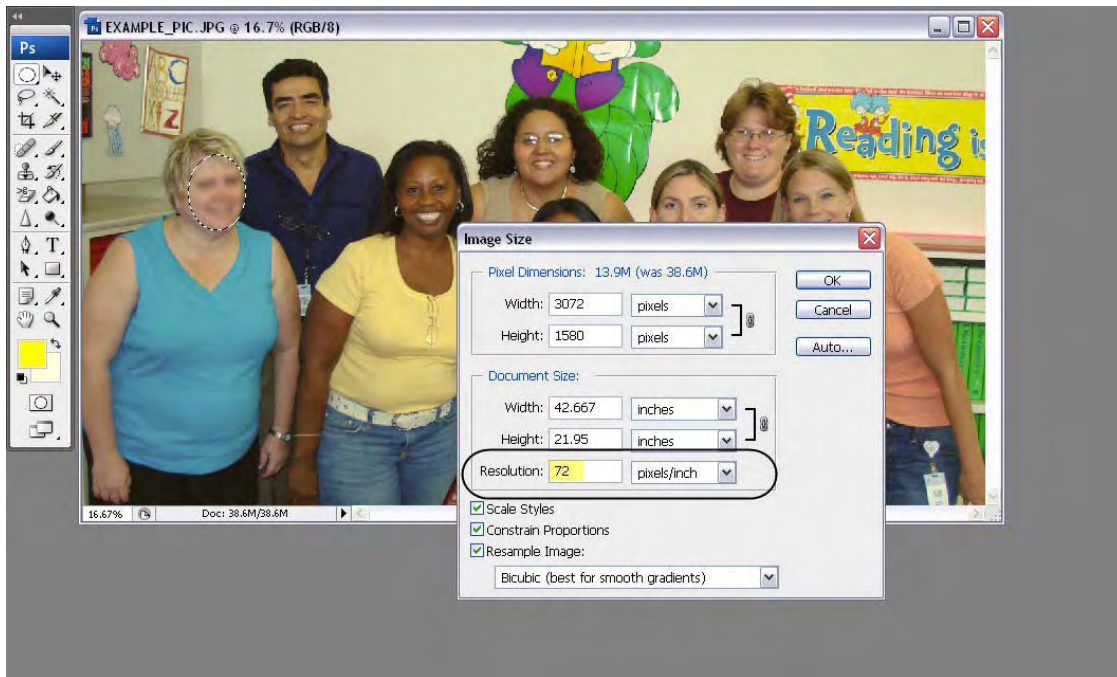 EXAMPLE_PIC.JPG @ 16.7% (RGB/8)
Ps
ABC
XYZ
Reading is
T
Image Size
Pixel Dimensions: 13.9M (was 38.6M)
Width: 3072 pixels
Height: 1580 pixels
OK
Cancel
Auto...
Document Size:
Width: 42.667 inches
Height: 21.95 inches
Resolution: 72 pixels/inch
Scale Styles
Constrain Proportions
Resample Image:
Bicubic (best for smooth gradients)
16.67% Doc: 38.6M/38.6M